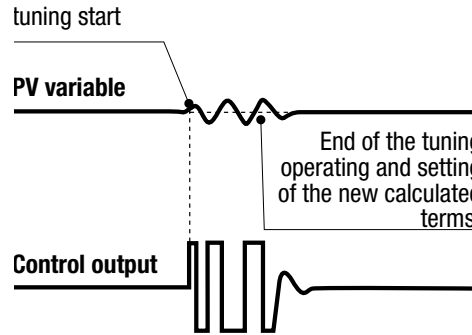 tuning start
PV variable
End of the tuning
operating and setting
of the new calculated
terms
Control output